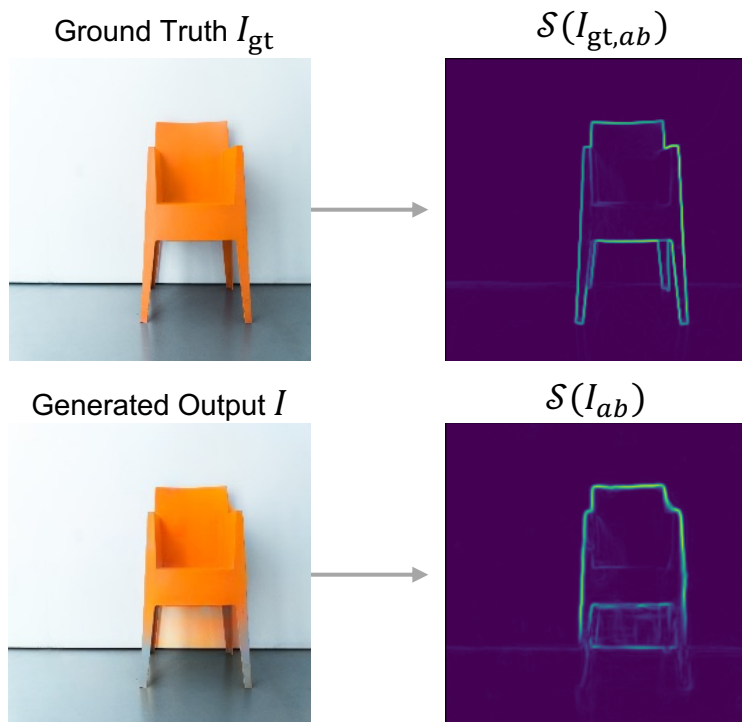 Ground Truth I_gt
𝒮(I_gt,ab)
Generated Output I
𝒮(I_ab)